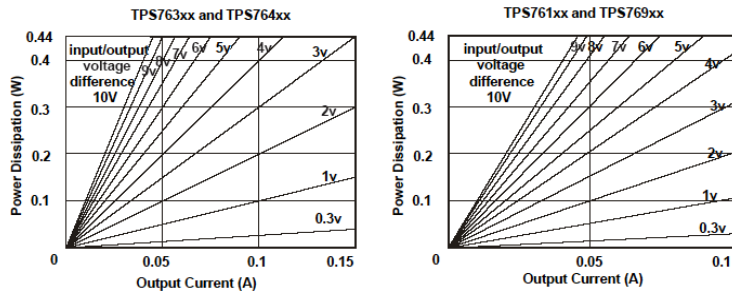 TPS763xx and TPS764xx
0.44
0.4
0.3
0.2
0.1
0
0.05
0.1
0.15
Power Dissipation (W)
Output Current (A)
input/output
voltage
difference
10V
9v
8v
7v
6v
5v
4v
3v
2v
1v
0.3v
TPS761xx and TPS769xx
0.44
0.4
0.3
0.2
0.1
0
0.05
0.1
Power Dissipation (W)
Output Current (A)
input/output
voltage
difference
10V
9v
8v
7v
6v
5v
4v
3v
2v
1v
0.3v